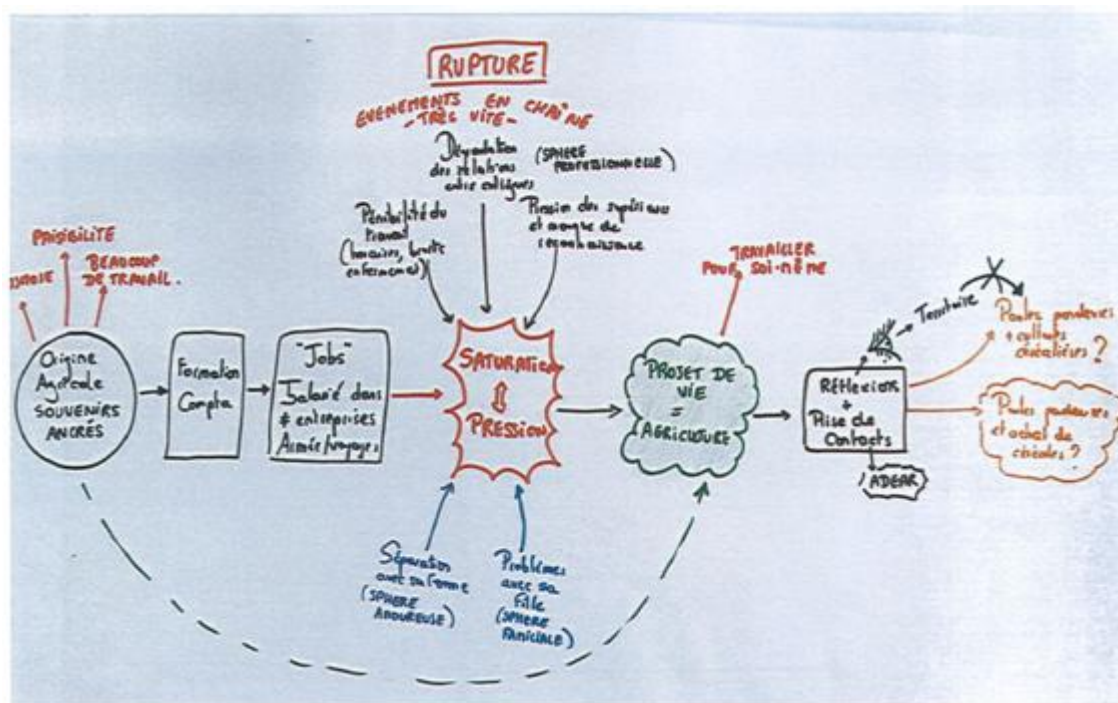 RUPTURE
EVENEMENTS EN CHAÎNE
- TRÈS VITE -
Dégradation
des relations
entre collègues
(SPHERE
PROFESSIONNELLE)
Pénibilité du
travail
(horaires, bruits
enfermement)
Pression des supérieurs
et manque de
reconnaissance
PAISIBILITÉ
BEAUCOUP
DE TRAVAIL.
Origine
Agricole
SOUVENIRS
ANCRÉS
Formation
Compta
"Jobs"
Salarié dans
≠ entreprises
Armée/voyages
SATURATION
PRESSION
Séparation
avec sa femme
(SPHERE
AMOUREUSE)
Problèmes
avec sa
fille
(SPHERE
FAMILIALE)
TRAVAILLER
POUR SOI-MÊME
PROJET DE
VIE
=
AGRICULTURE
Territoire
Réflexions
+
Prise de
Contacts
ADEAR
Poules pondeuses
+ cultures
céréalières ?
Poules pondeuses
et achat de
céréales ?